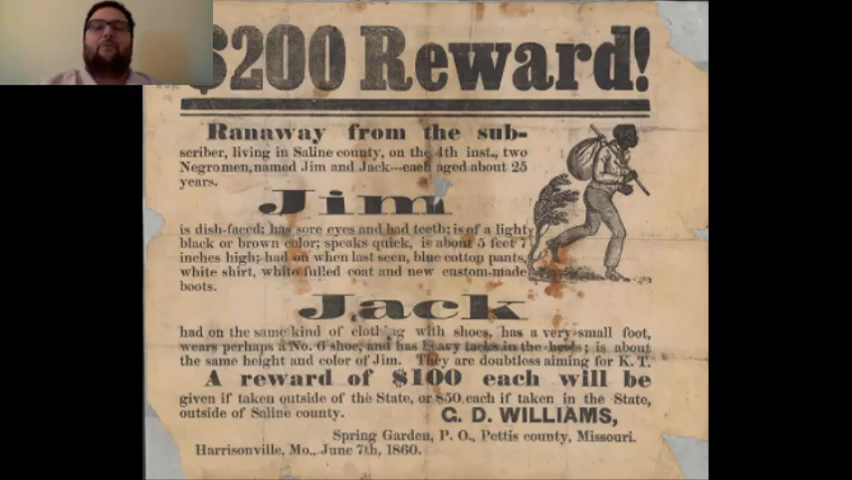 $200 Reward!
Ranaway from the sub-
scriber, living in Saline county, on the 4th inst., two
Negro men, named Jim and Jack---each aged about 25
years.
Jim
is dish-faced; has sore eyes and bad teeth; is of a light
black or brown color; speaks quick, is about 5 feet 7
inches high; had on when last seen, blue cotton pants,
white shirt, white fulled coat and new custom-made
boots.
Jack
had on the same kind of clothing with shoes, has a very small foot,
wears perhaps a No. 6 shoe, and has heavy tacks in the heels; is about
the same height and color of Jim. They are doubtless aiming for K. T.
A reward of $100 each will be
given if taken outside of the State, or $50 each if taken in the State,
outside of Saline county.
G. D. WILLIAMS,
Spring Garden, P. O., Pettis county, Missouri.
Harrisonville, Mo., June 7th, 1860.